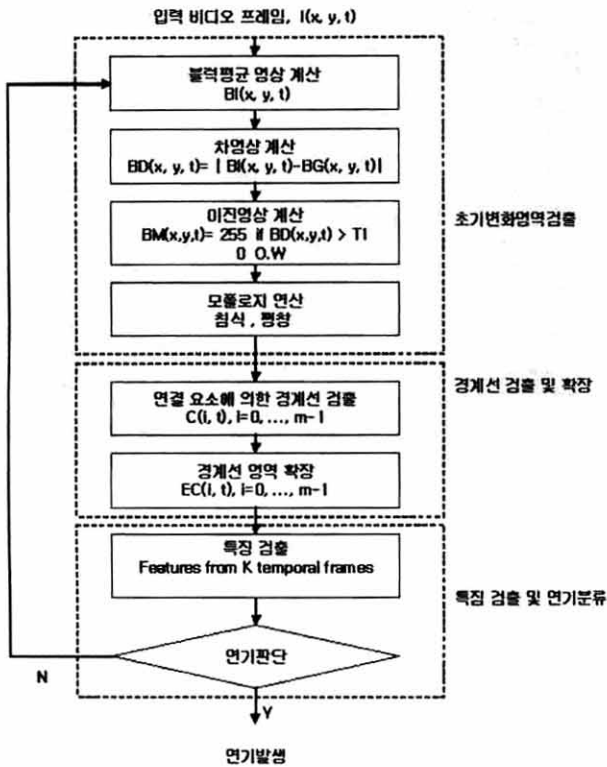 입력 비디오 프레임, I(x, y, t)
블럭평균 영상 계산
BI(x, y, t)
차영상 계산
BD(x, y, t)= | BI(x, y, t)-BG(x, y, t)|
이진영상 계산
BM(x,y,t)= 255 if BD(x,y,t) > T1
0 O.W
모폴로지 연산
침식 , 팽창
초기변화영역검출
연결 요소에 의한 경계선 검출
C(i, t), i=0, ..., m-1
경계선 영역 확장
EC(i, t), i=0, ..., m-1
경계선 검출 및 확장
특징 검출
Features from K temporal frames
특징 검출 및 연기분류
연기판단
N
Y
연기발생